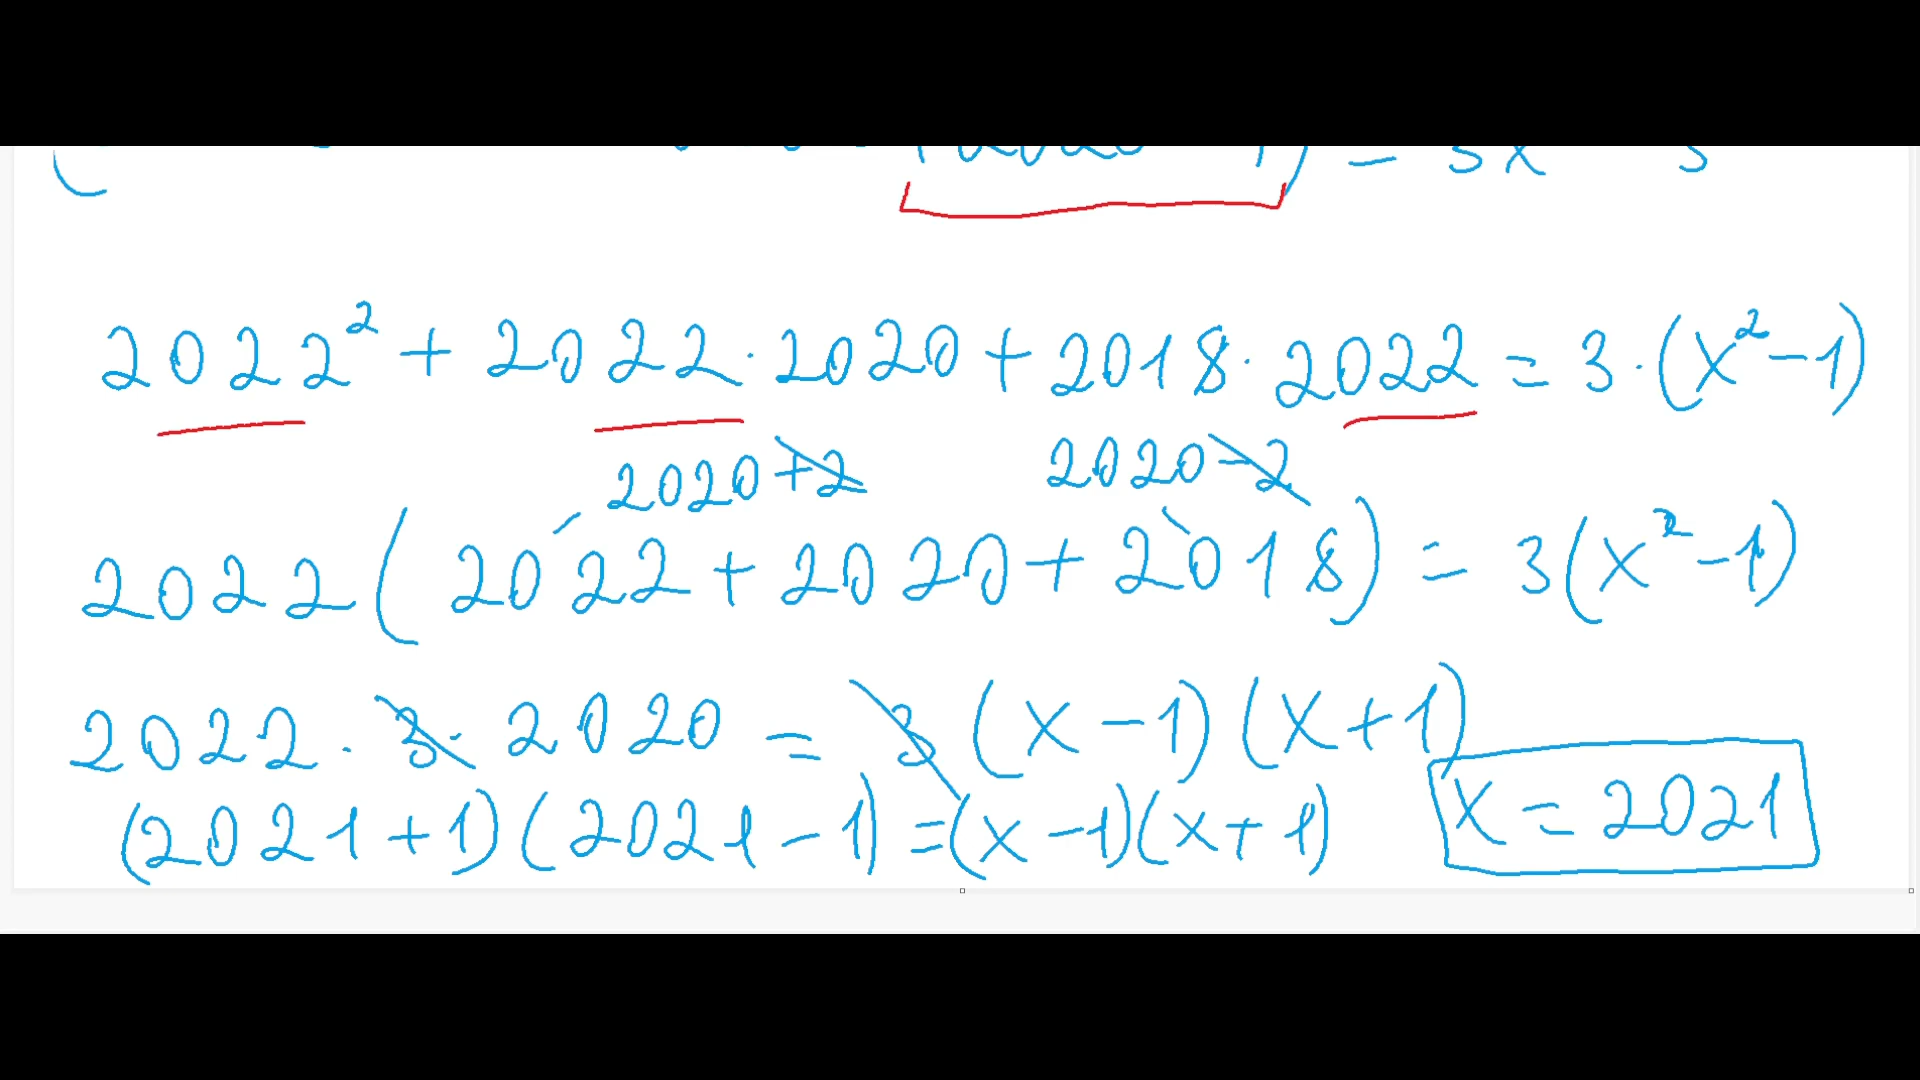 2022² + 2022·2020 + 2018·2022 = 3·(x²-1)
2020+2 2020-2
2022(2022+2020+2018) = 3(x²-1)
2022·3·2020 = 3(x-1)(x+1)
(2021+1)(2021-1) = (x-1)(x+1) x=2021